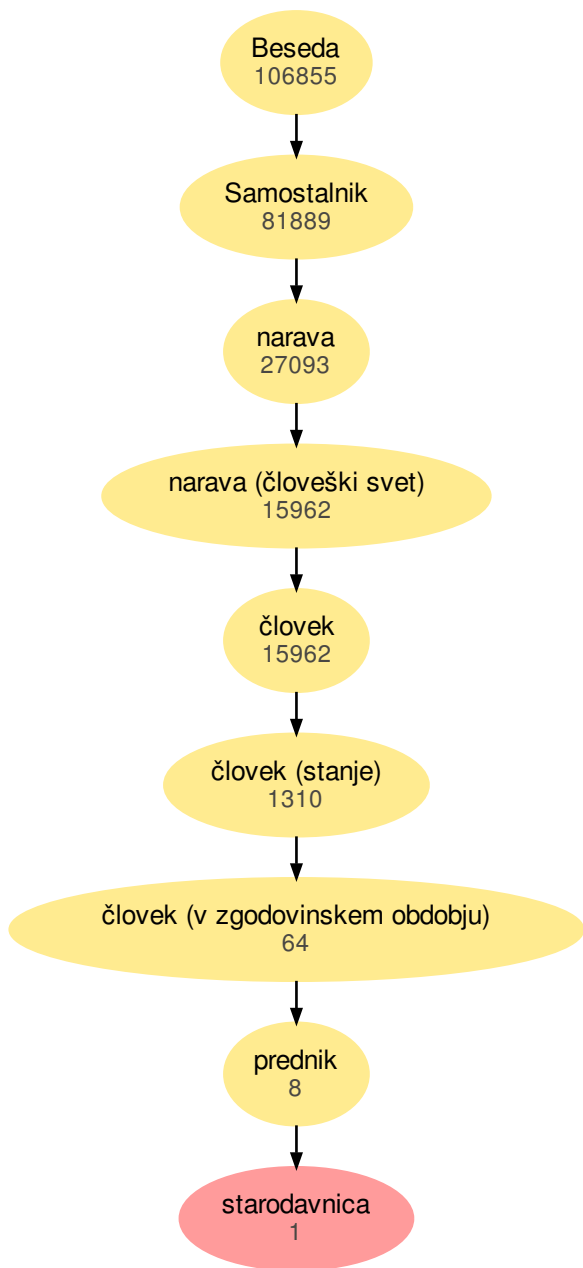 Beseda
106855
Samostalnik
81889
narava
27093
narava (človeški svet)
15962
človek
15962
človek (stanje)
1310
človek (v zgodovinskem obdobju)
64
prednik
8
starodavnica
1